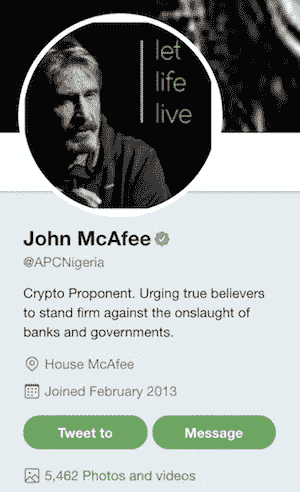 let
life
live
John McAfee
@APCNigeria
Crypto Proponent. Urging true believers
to stand firm against the onslaught of
banks and governments.
House McAfee
Joined February 2013
Tweet to
Message
5,462 Photos and videos